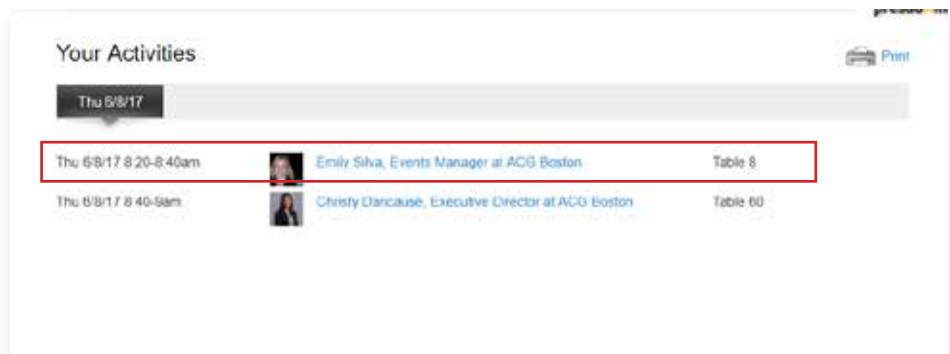 Your Activities
Print
Thu 6/8/17
Thu 6/8/17 8:20-8:40am Emily Silva, Events Manager at ACG Boston Table 8
Thu 6/8/17 8:40-9am Christy Dancause, Executive Director at ACG Boston Table 60